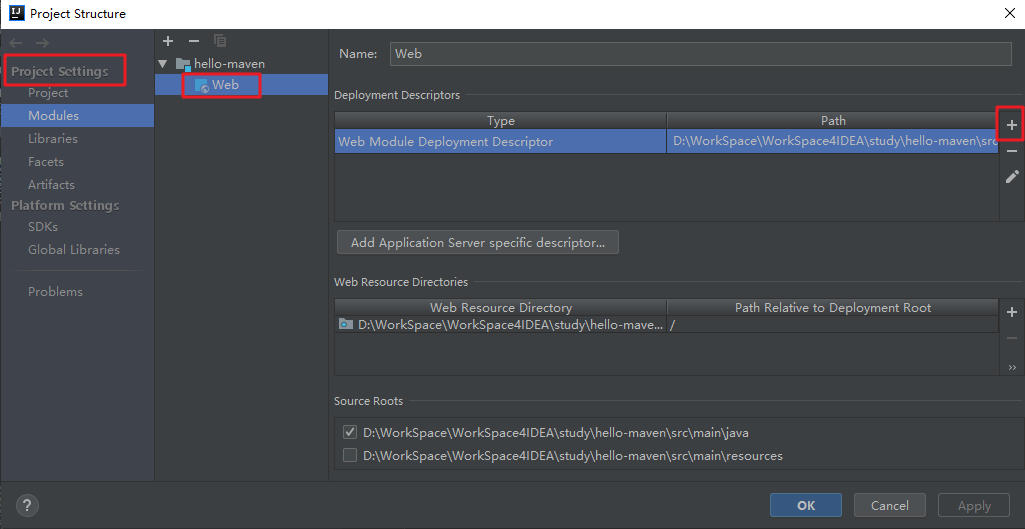 Project Structure
Project Settings
Project
Modules
Libraries
Facets
Artifacts
Platform Settings
SDKs
Global Libraries
Problems
hello-maven
Web
Name: Web
Deployment Descriptors
Type Path
Web Module Deployment Descriptor D:\WorkSpace\WorkSpace4IDEA\study\hello-maven\src
Add Application Server specific descriptor...
Web Resource Directories
Web Resource Directory Path Relative to Deployment Root
D:\WorkSpace\WorkSpace4IDEA\study\hello-mave... /
Source Roots
D:\WorkSpace\WorkSpace4IDEA\study\hello-maven\src\main\java
D:\WorkSpace\WorkSpace4IDEA\study\hello-maven\src\main\resources
? OK Cancel Apply